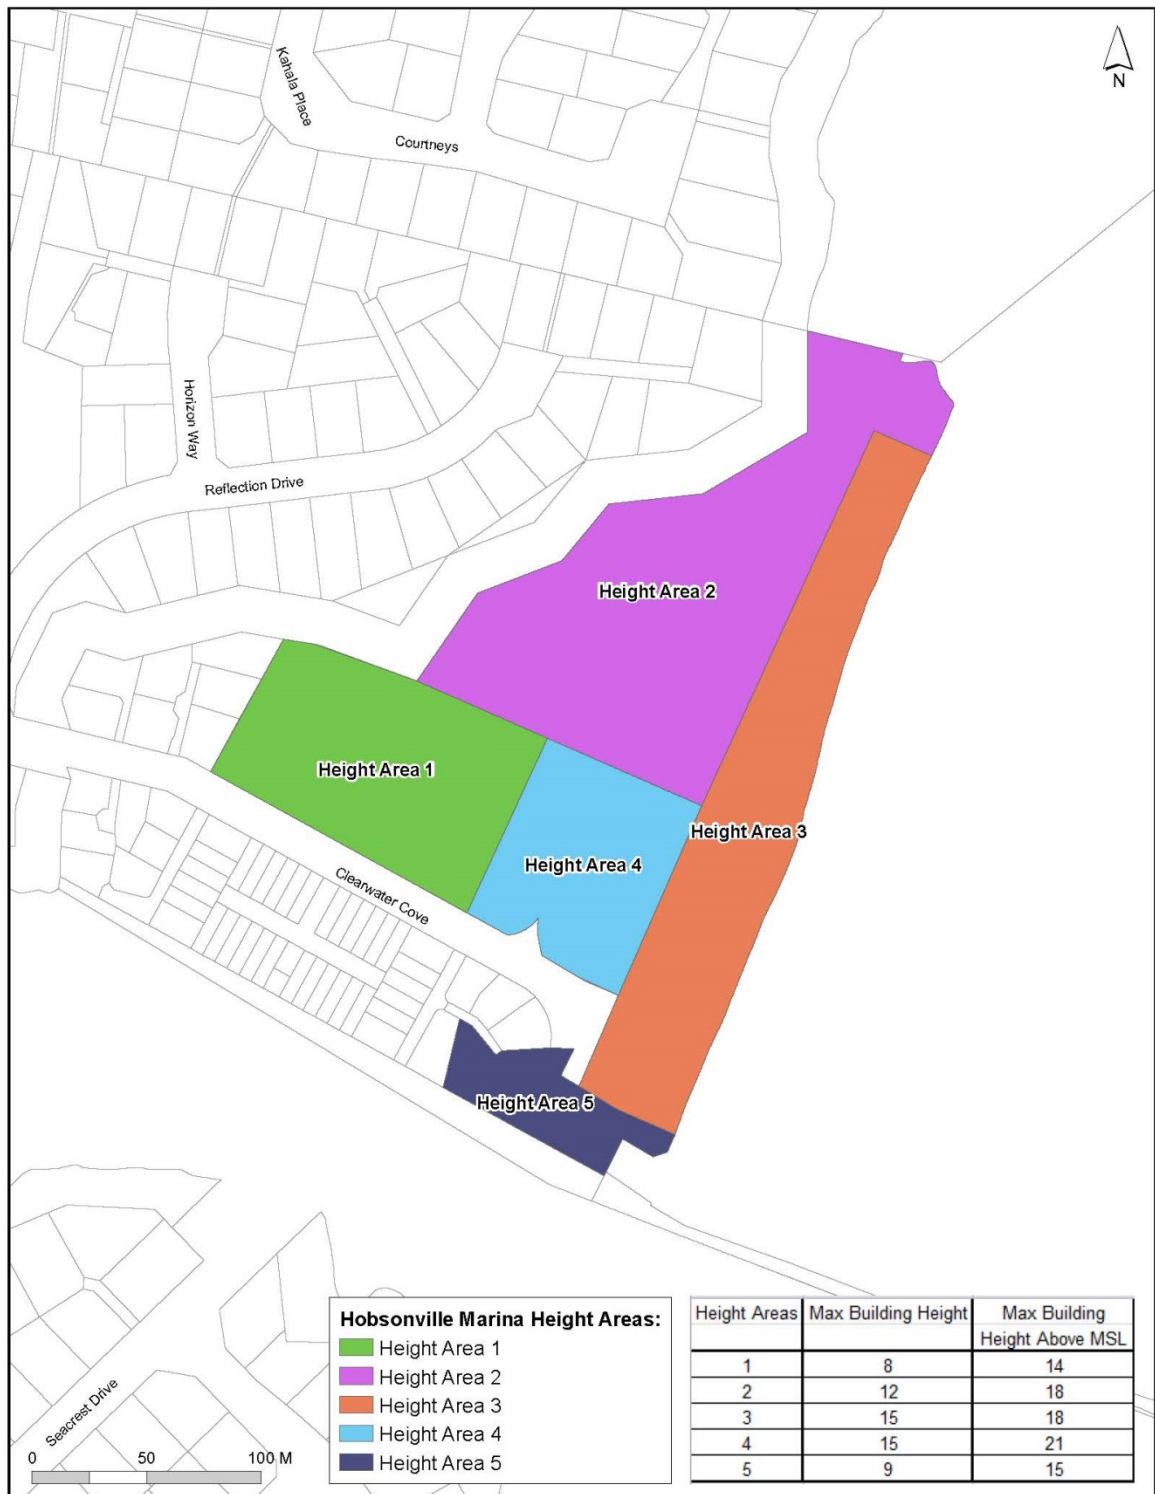 Kahala Place
N
Courtneys
Horizon Way
Reflection Drive
Height Area 2
Height Area 1
Height Area 3
Height Area 4
Clearwater Cove
Height Area 5
Seacrest Drive
0 50 100 M
Hobsonville Marina Height Areas:
Height Area 1
Height Area 2
Height Area 3
Height Area 4
Height Area 5
Height Areas Max Building Height Max Building
Height Above MSL
1 8 14
2 12 18
3 15 18
4 15 21
5 9 15